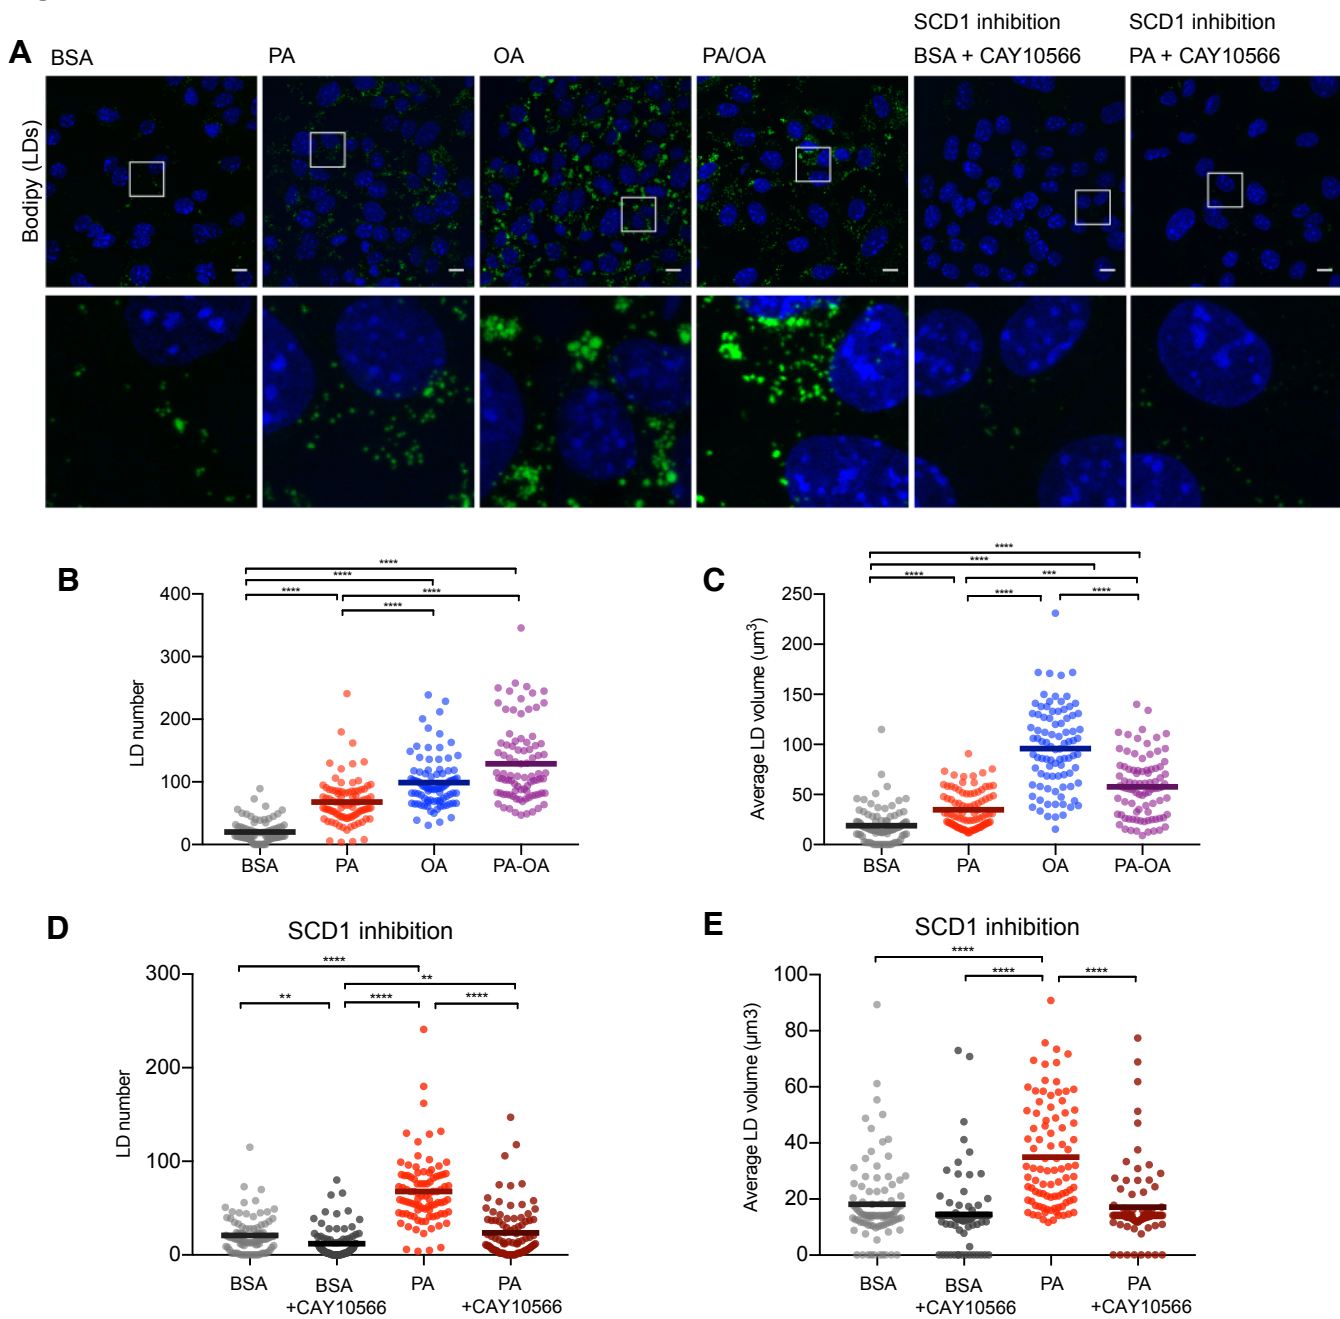 SCD1 inhibition
SCD1 inhibition
A
BSA
PA
OA
PA/OA
BSA + CAY10566
PA + CAY10566
Bodipy (LDs)
B
****
****
****
****
****
400
300
200
100
0
LD number
BSA
PA
OA
PA-OA
C
****
****
****
***
****
****
250
200
150
100
50
0
Average LD volume (um³)
BSA
PA
OA
PA-OA
D
SCD1 inhibition
****
**
**
****
****
300
200
100
0
LD number
BSA
BSA
+CAY10566
PA
PA
+CAY10566
E
SCD1 inhibition
****
****
****
100
80
60
40
20
0
Average LD volume (µm3)
BSA
BSA
+CAY10566
PA
PA
+CAY10566